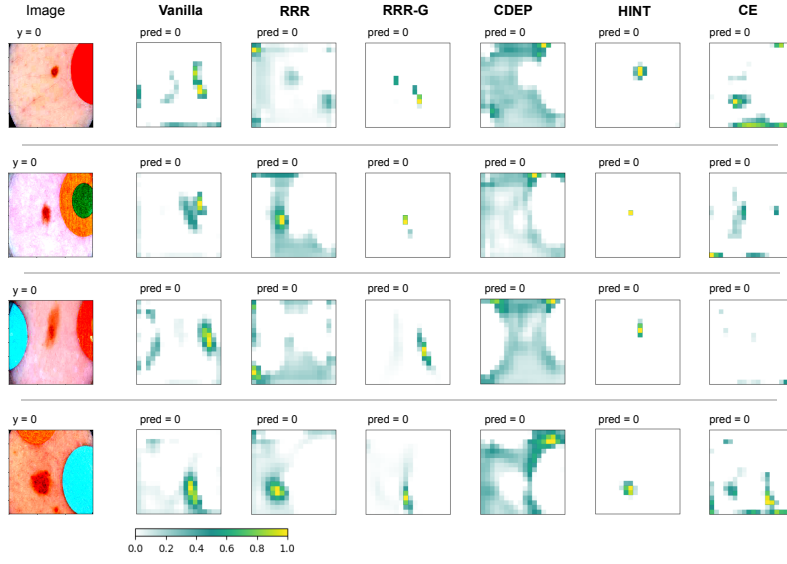 Image Vanilla RRR RRR-G CDEP HINT CE
y = 0 pred = 0 pred = 0 pred = 0 pred = 0 pred = 0 pred = 0
y = 0 pred = 0 pred = 0 pred = 0 pred = 0 pred = 0 pred = 0
y = 0 pred = 0 pred = 0 pred = 0 pred = 0 pred = 0 pred = 0
y = 0 pred = 0 pred = 0 pred = 0 pred = 0 pred = 0 pred = 0
0.0 0.2 0.4 0.6 0.8 1.0